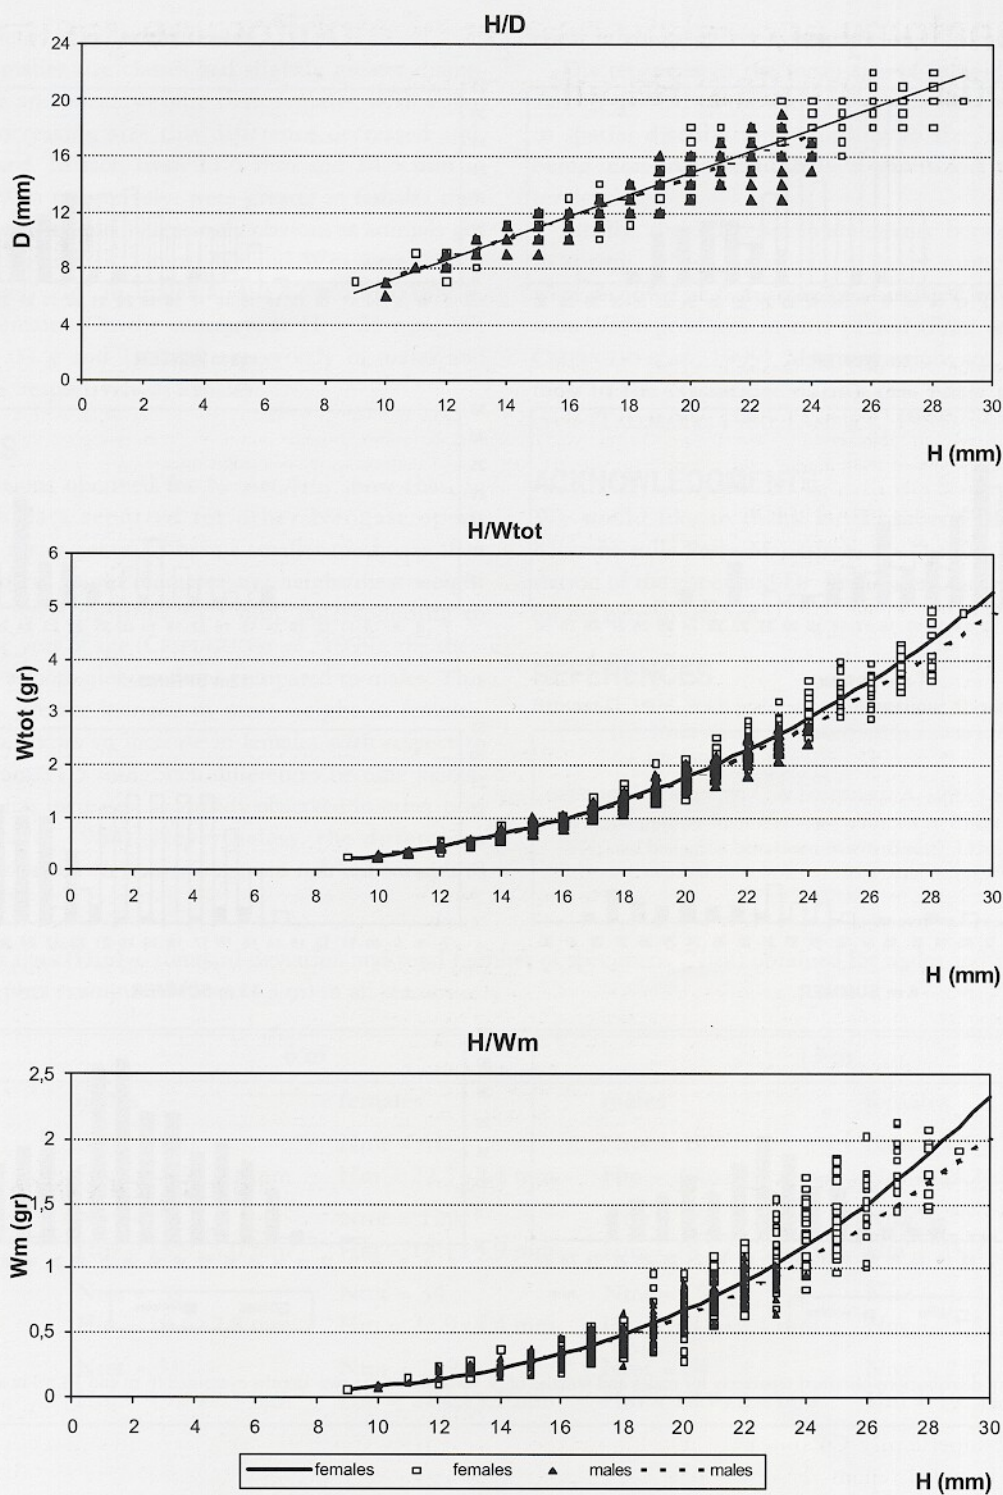 H/D
24
20
16
12
8
4
0
D (mm)
0 2 4 6 8 10 12 14 16 18 20 22 24 26 28 30
H (mm)
H/Wtot
6
5
4
3
2
1
0
Wtot (gr)
0 2 4 6 8 10 12 14 16 18 20 22 24 26 28 30
H (mm)
H/Wm
2,5
2
1,5
1
0,5
0
Wm (gr)
0 2 4 6 8 10 12 14 16 18 20 22 24 26 28 30
females females males males
H (mm)